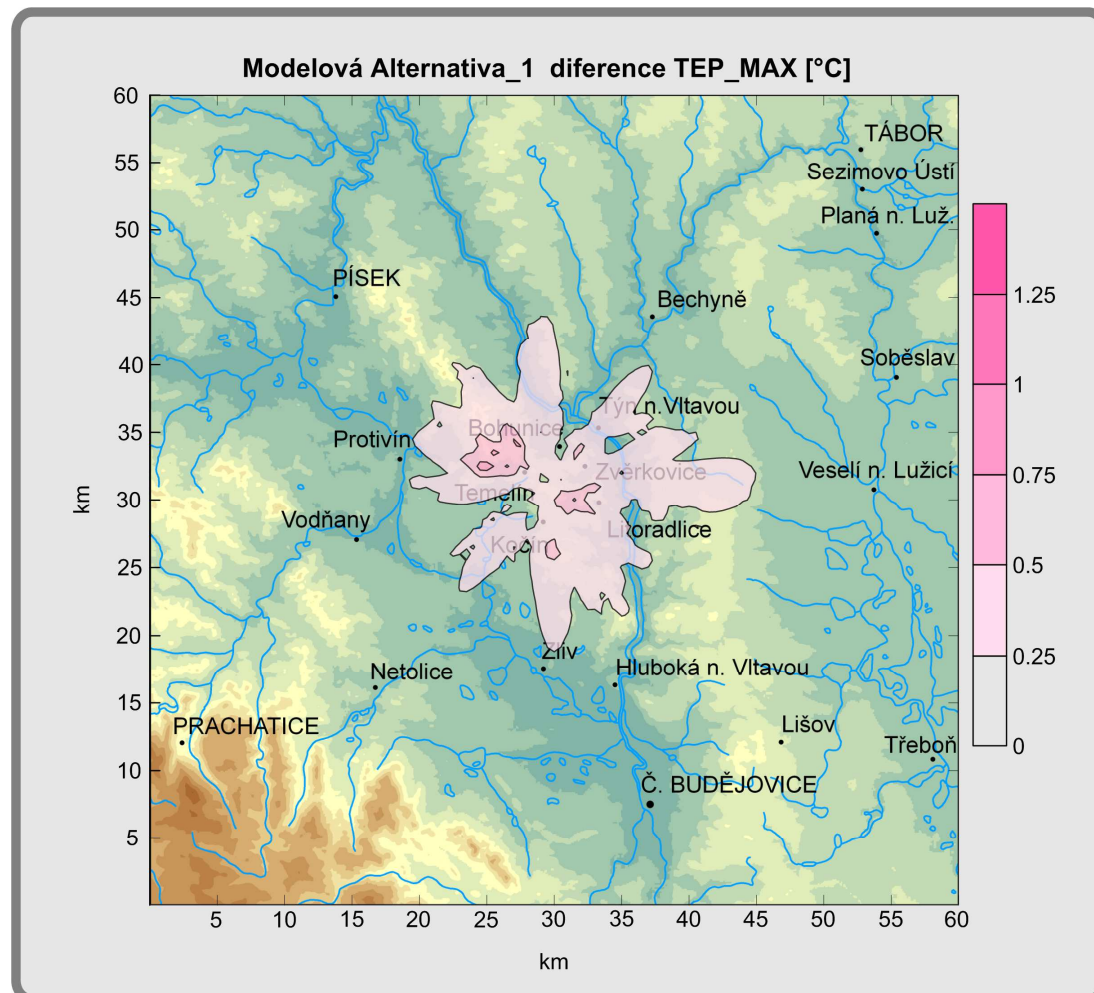 Modelová Alternativa_1 diference TEP_MAX [°C]
60
TÁBOR
55
Sezimovo Ústí
Planá n. Luž.
50
PÍSEK
45
Bechyně
1.25
40
Soběslav
1
Týn n.Vltavou
35
Bohunice
Protivín
Zvěrkovice
Veselí n. Lužicí
0.75
km
30
Temelín
Vodňany
Litoradlice
Kočín
25
0.5
20
Zliv
0.25
Netolice
Hluboká n. Vltavou
15
PRACHATICE
Lišov
Třeboň
0
10
Č. BUDĚJOVICE
5
5 10 15 20 25 30 35 40 45 50 55 60
km